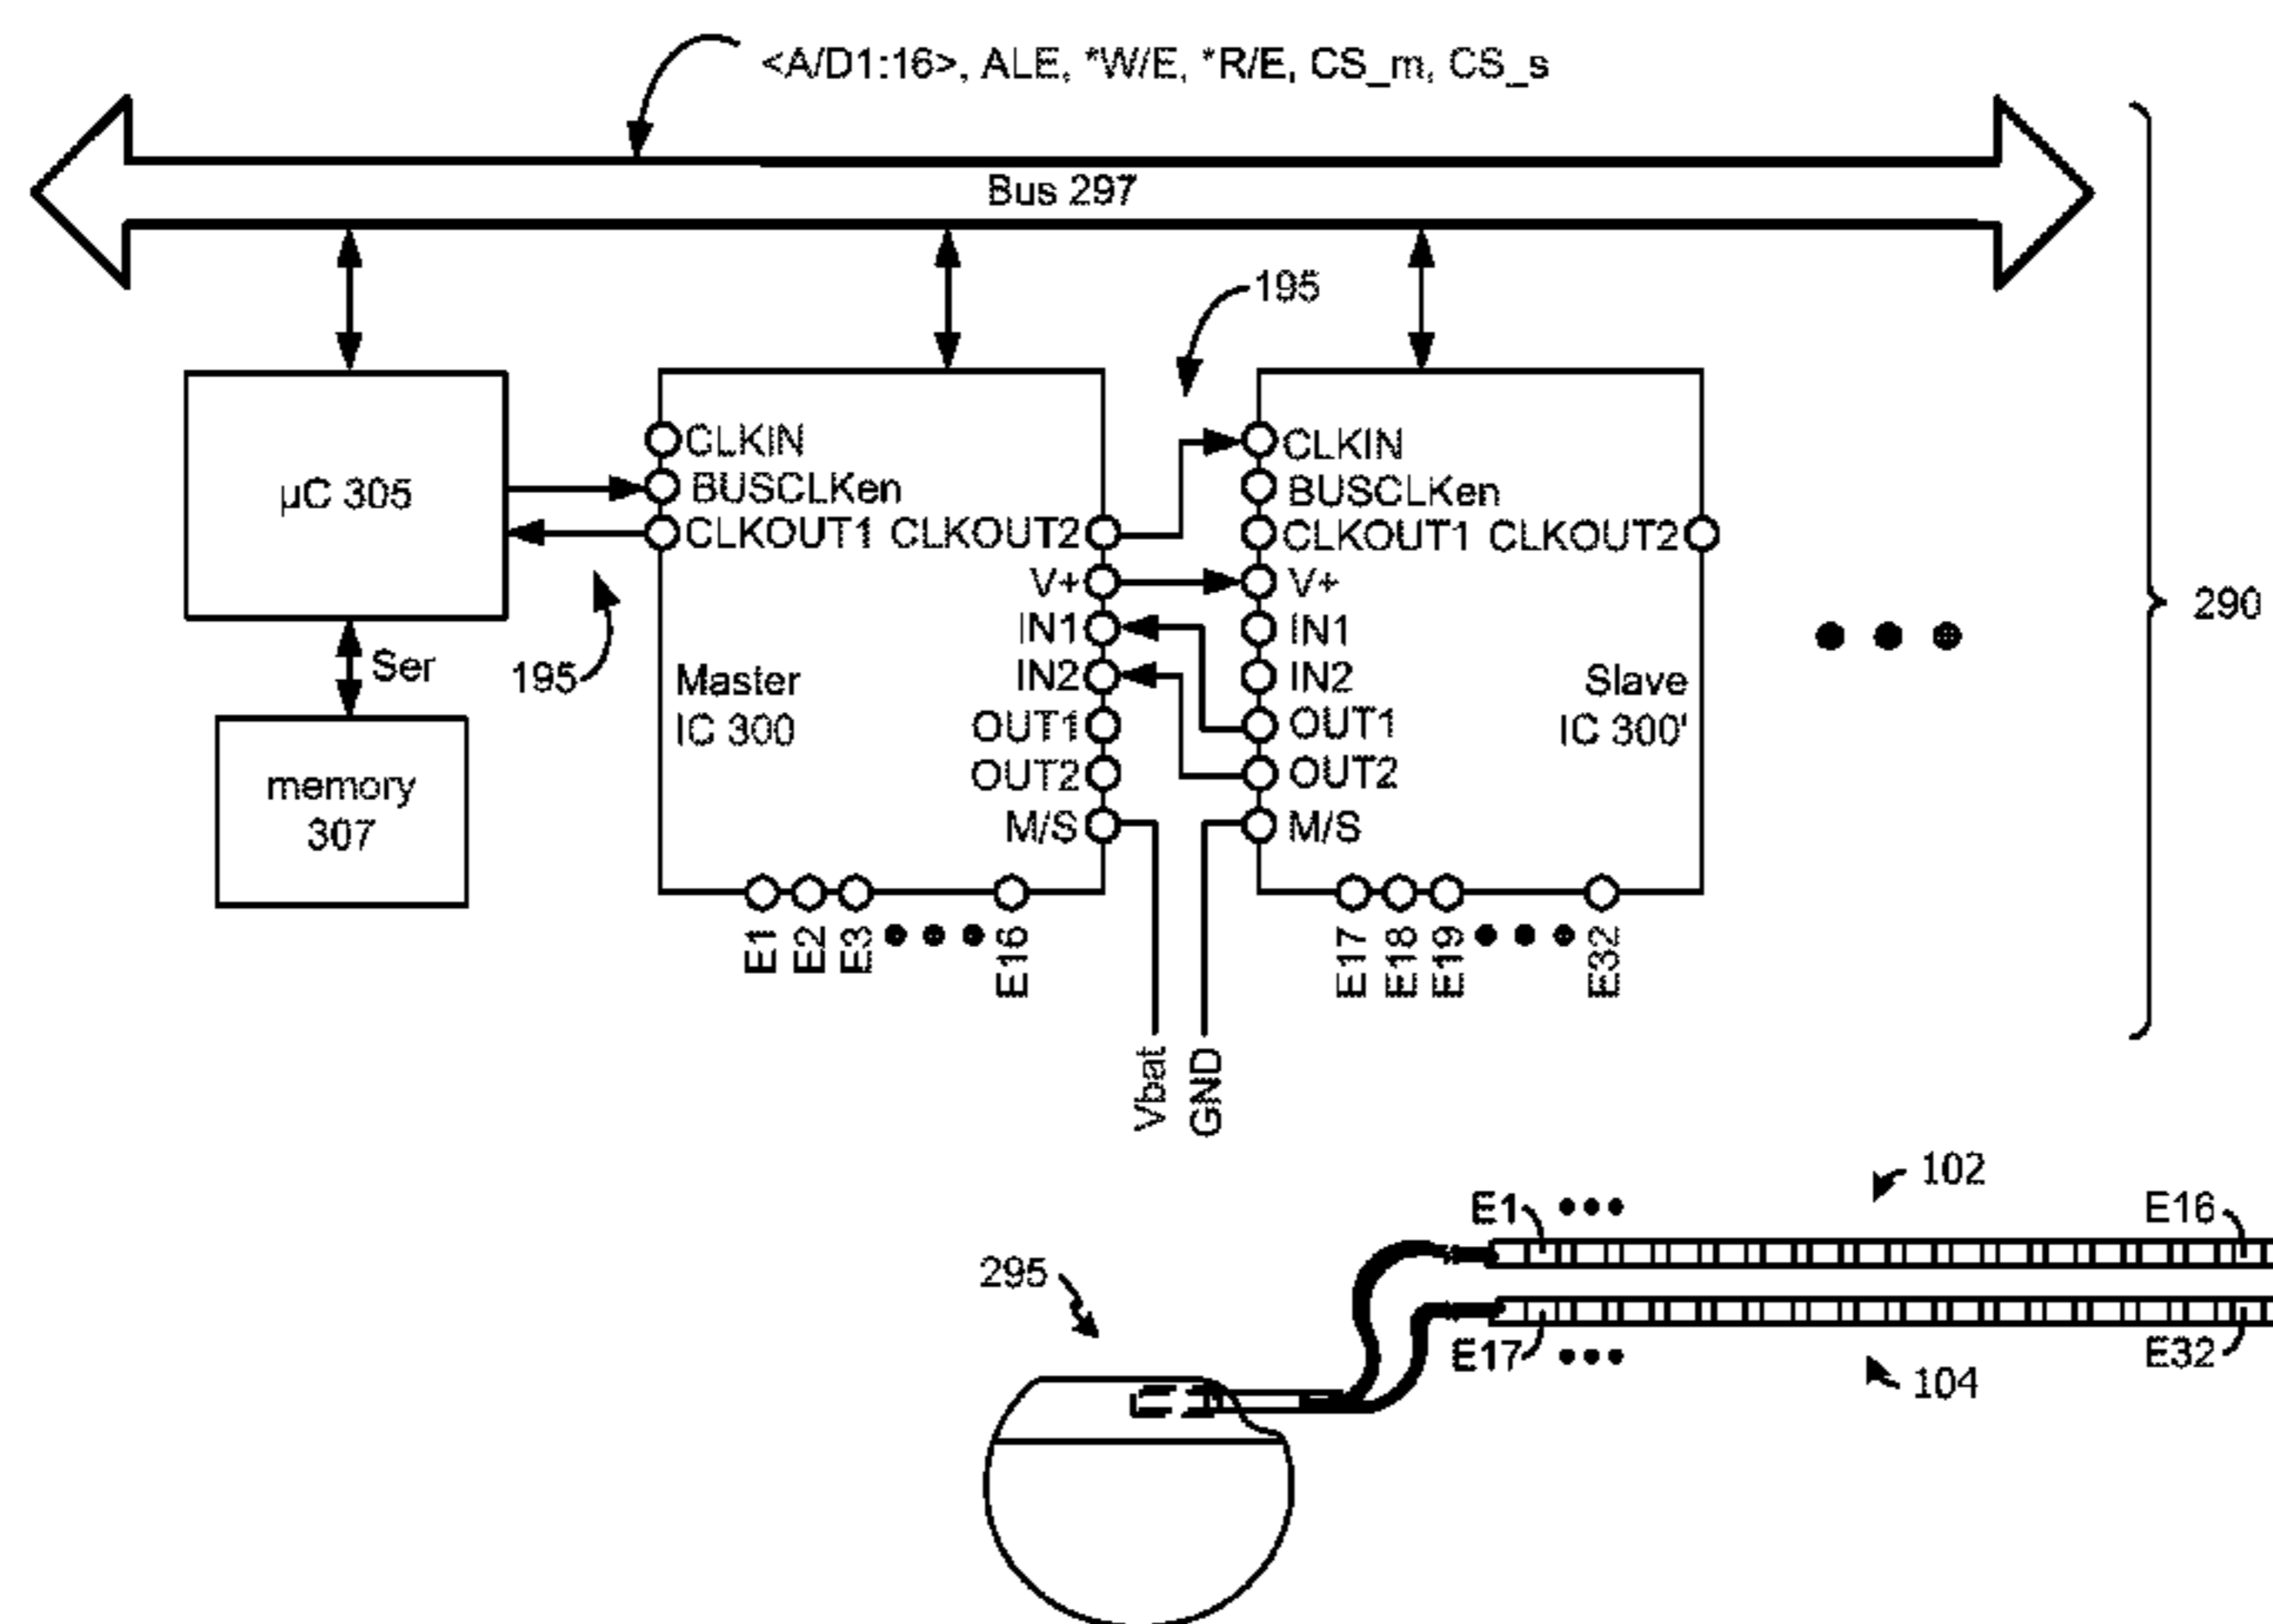 <A/D1:16>, ALE, *W/E, *R/E, CS_m, CS_s
Bus 297
290
195
µC 305
Ser
memory
307
195
CLKIN
BUSCLKen
CLKOUT1 CLKOUT2
V+
IN1
IN2
OUT1
OUT2
M/S
Master
IC 300
E1
E2
E3
E16
CLKIN
BUSCLKen
CLKOUT1 CLKOUT2
V+
IN1
IN2
OUT1
OUT2
M/S
Slave
IC 300'
E17
E18
E19
E32
Vbat
GND
102
E1
E16
295
E17
E32
104